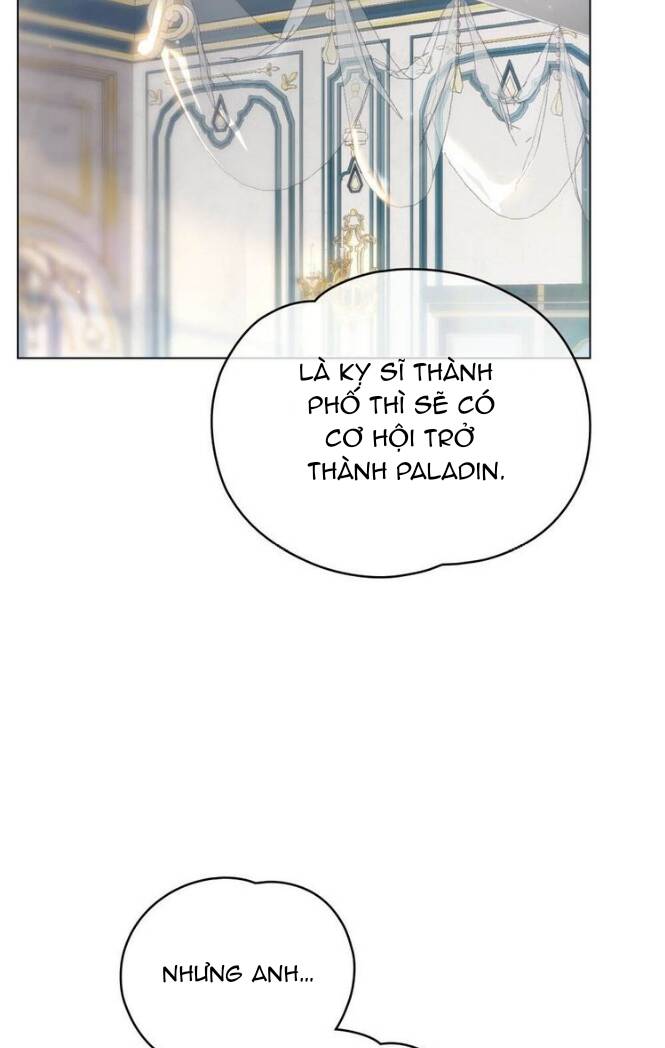 LÀ KỴ SĨ THÀNH
PHỐ THÌ SẼ CÓ
CƠ HỘI TRỞ
THÀNH PALADIN.
NHƯNG ANH...